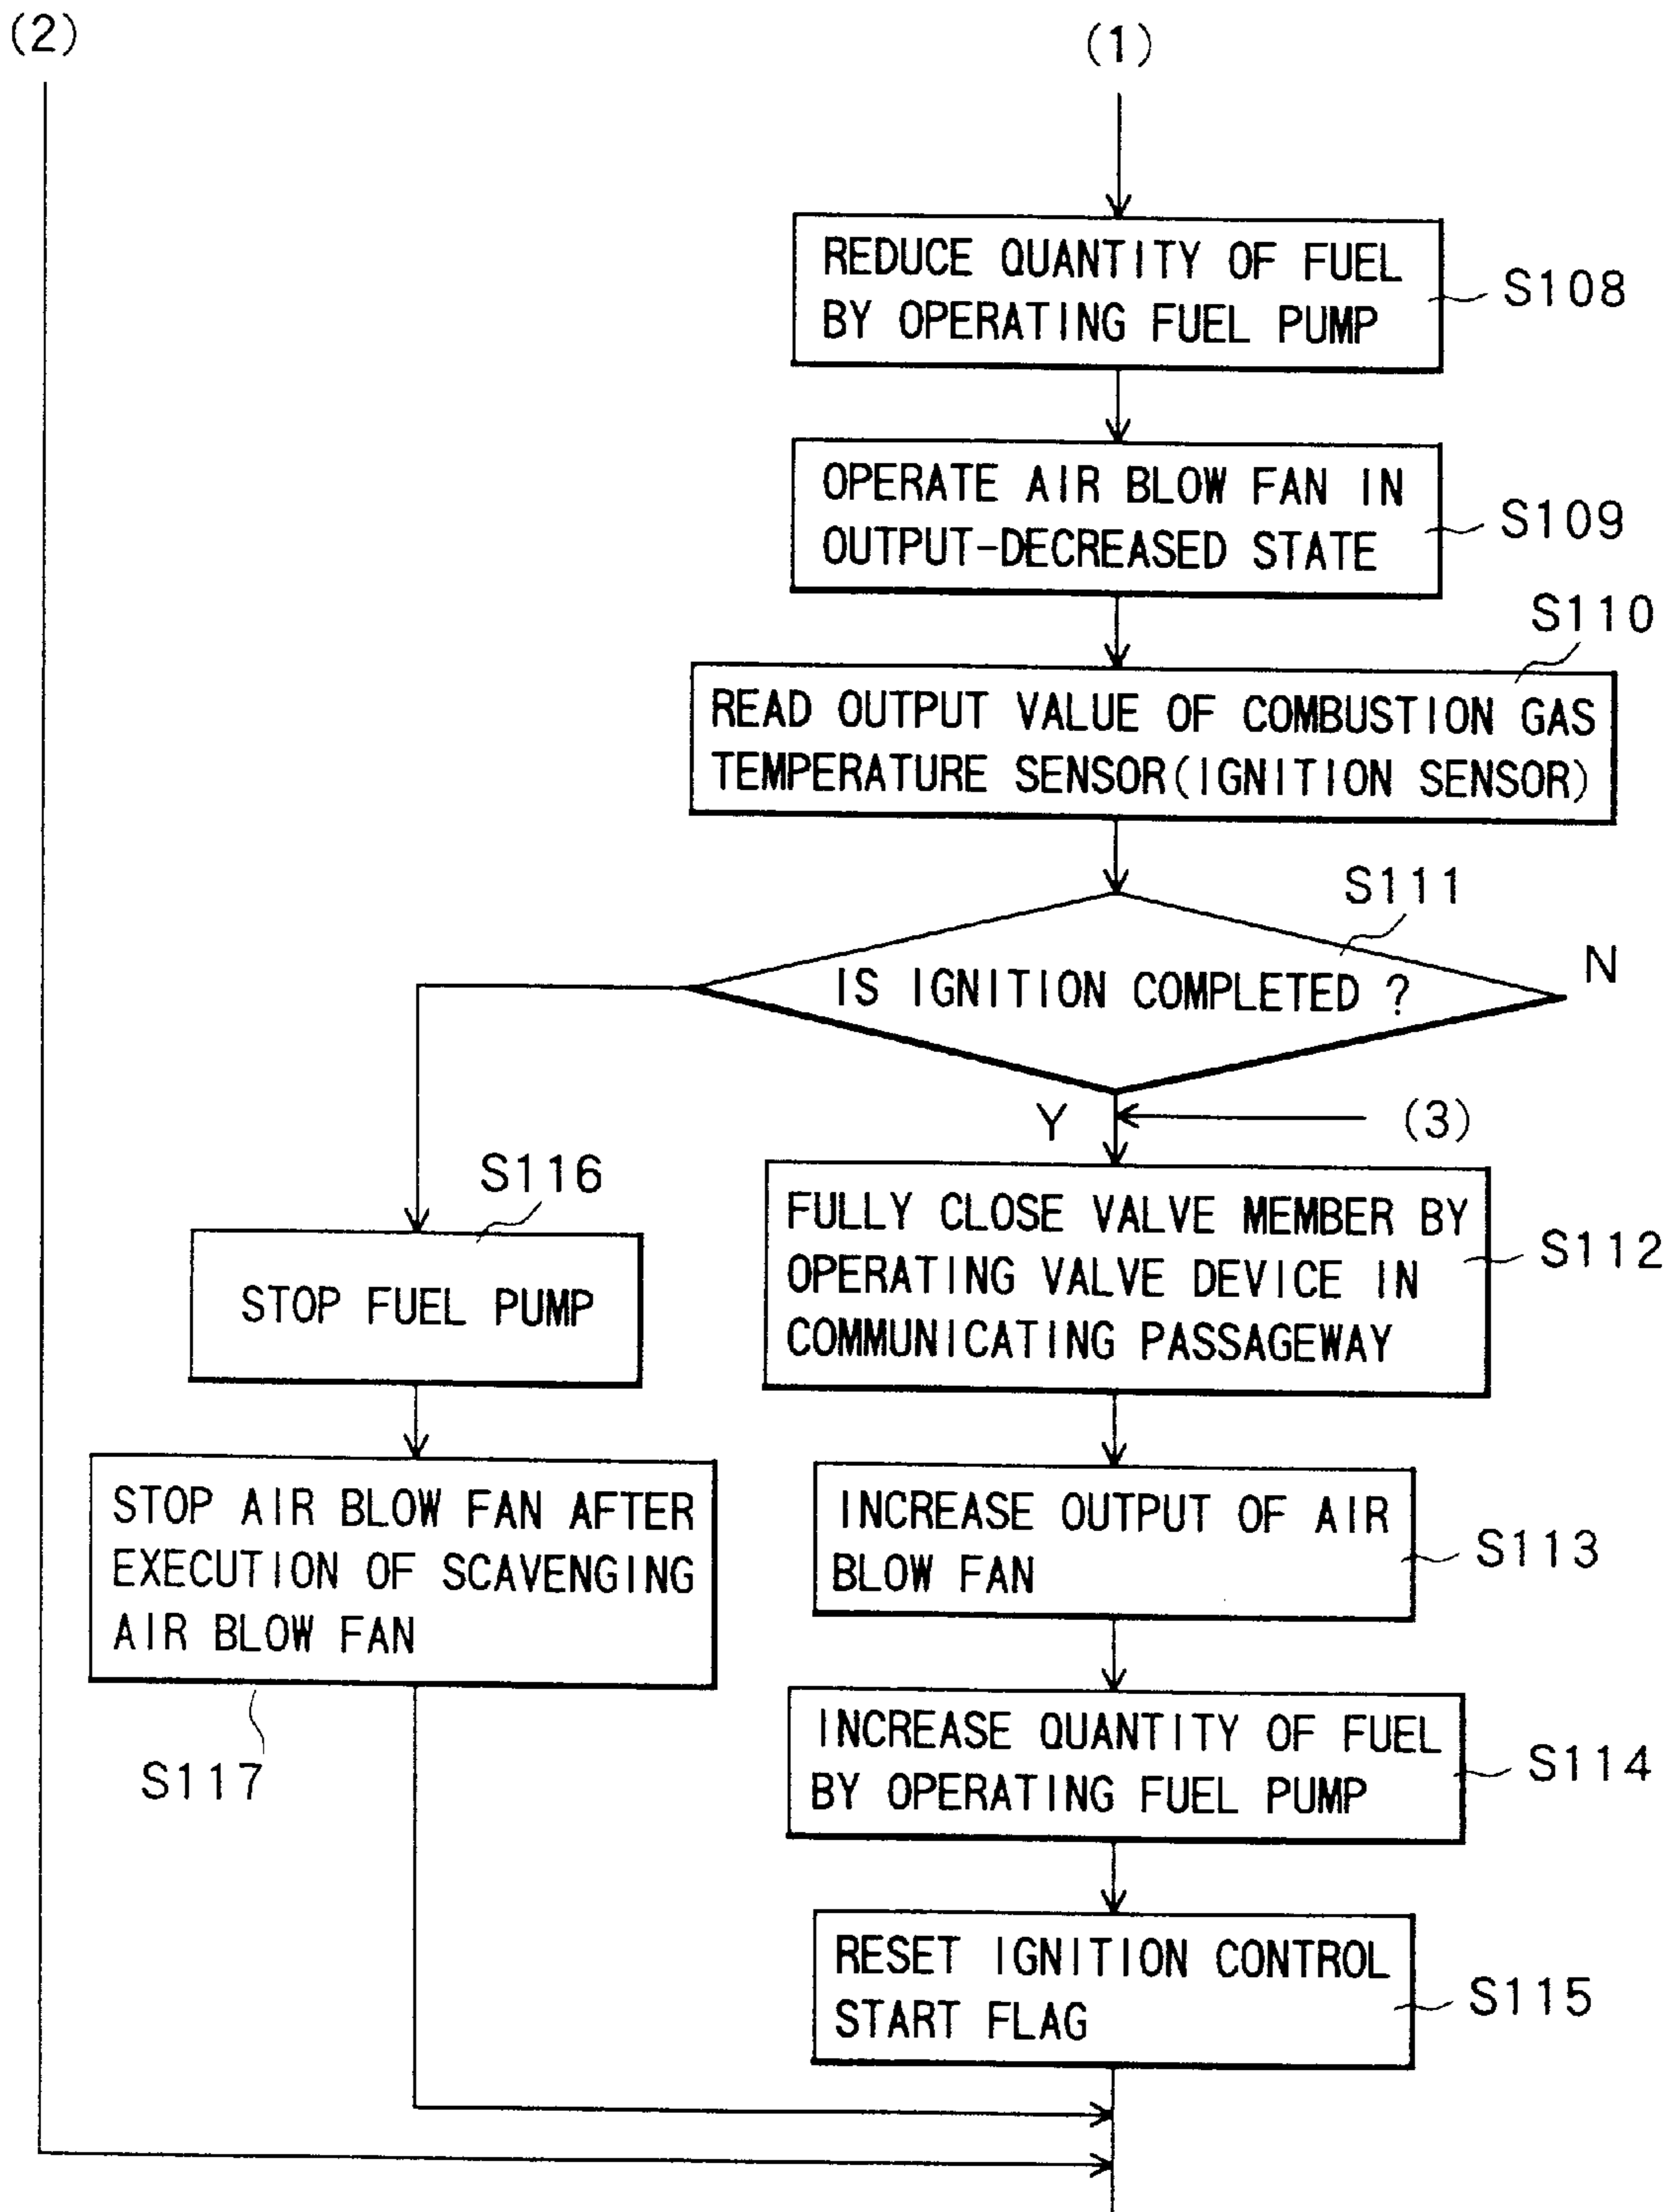 (2)
(1)
REDUCE QUANTITY OF FUEL
BY OPERATING FUEL PUMP
S108
OPERATE AIR BLOW FAN IN
OUTPUT-DECREASED STATE
S109
S110
READ OUTPUT VALUE OF COMBUSTION GAS
TEMPERATURE SENSOR(IGNITION SENSOR)
S111
IS IGNITION COMPLETED ?
N
Y
(3)
S116
STOP FUEL PUMP
FULLY CLOSE VALVE MEMBER BY
OPERATING VALVE DEVICE IN
COMMUNICATING PASSAGEWAY
S112
STOP AIR BLOW FAN AFTER
EXECUTION OF SCAVENGING
AIR BLOW FAN
S117
INCREASE OUTPUT OF AIR
BLOW FAN
S113
INCREASE QUANTITY OF FUEL
BY OPERATING FUEL PUMP
S114
RESET IGNITION CONTROL
START FLAG
S115